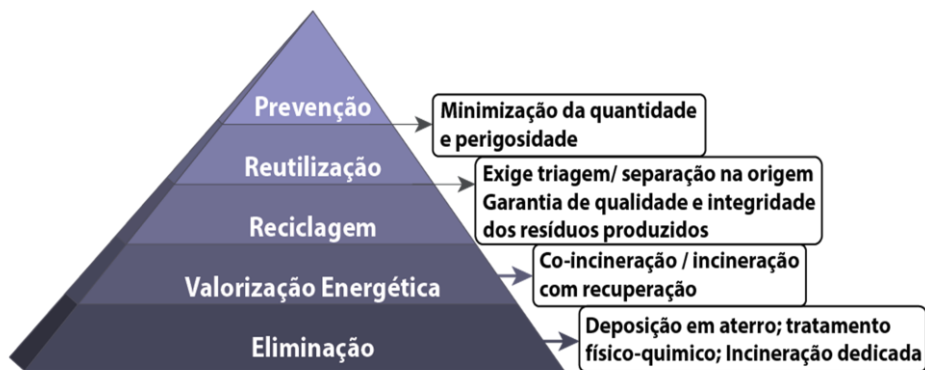 Prevenção
Minimização da quantidade
e perigosidade
Reutilização
Exige triagem/ separação na origem
Garantia de qualidade e integridade
dos resíduos produzidos
Reciclagem
Valorização Energética
Co-incineração / incineração
com recuperação
Eliminação
Deposição em aterro; tratamento
físico-quimico; Incineração dedicada